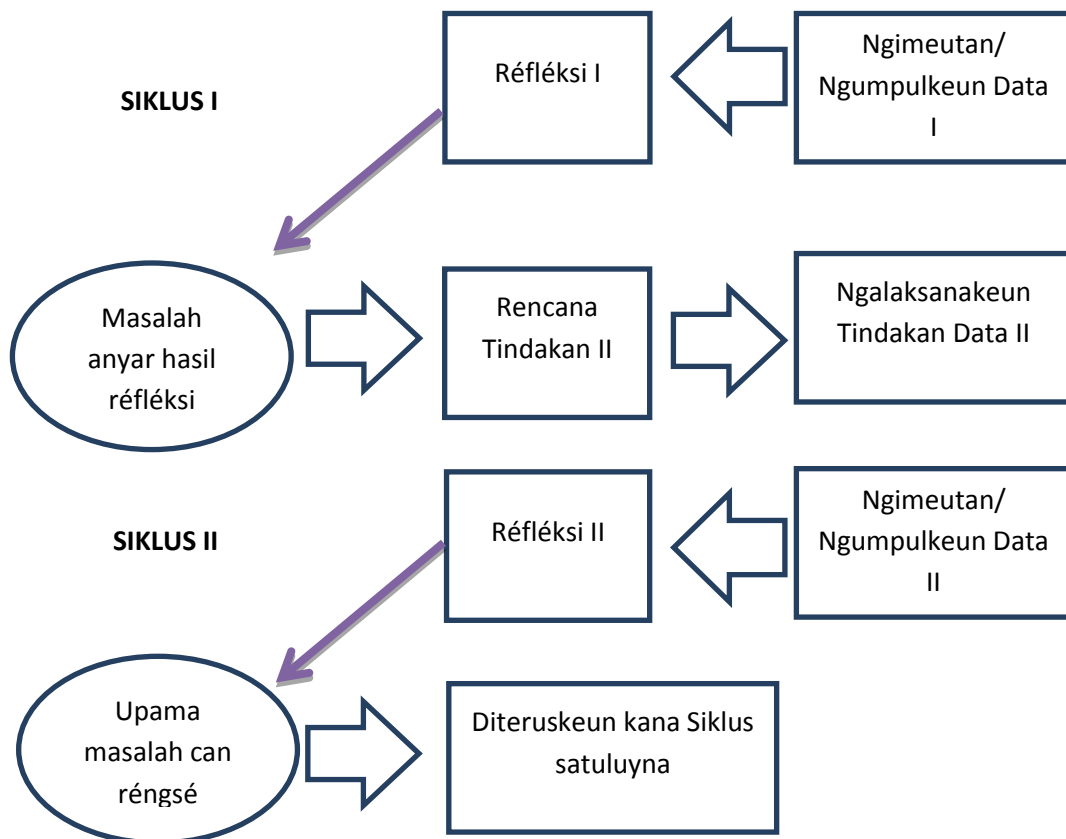 SIKLUS I
Réfléksi I
Ngimeutan/
Ngumpulkeun Data
I
Masalah
anyar hasil
réfléksi
Rencana
Tindakan II
Ngalaksanakeun
Tindakan Data II
SIKLUS II
Réfléksi II
Ngimeutan/
Ngumpulkeun Data
II
Upama
masalah can
réngsé
Diteruskeun kana Siklus
satuluyna